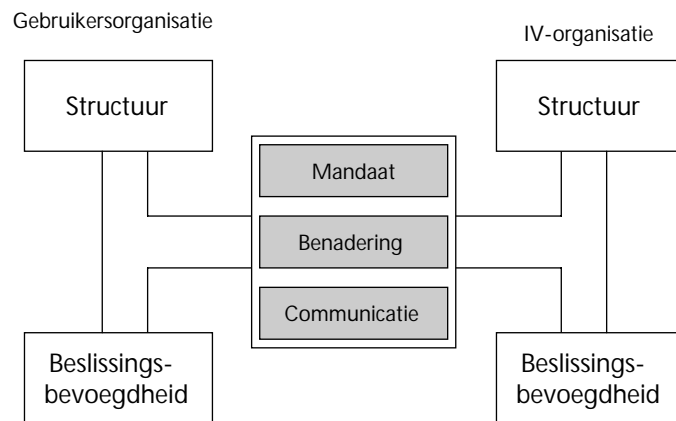 Gebruikersorganisatie
IV-organisatie
Structuur
Structuur
Mandaat
Benadering
Communicatie
Beslissings-
bevoegdheid
Beslissings-
bevoegdheid